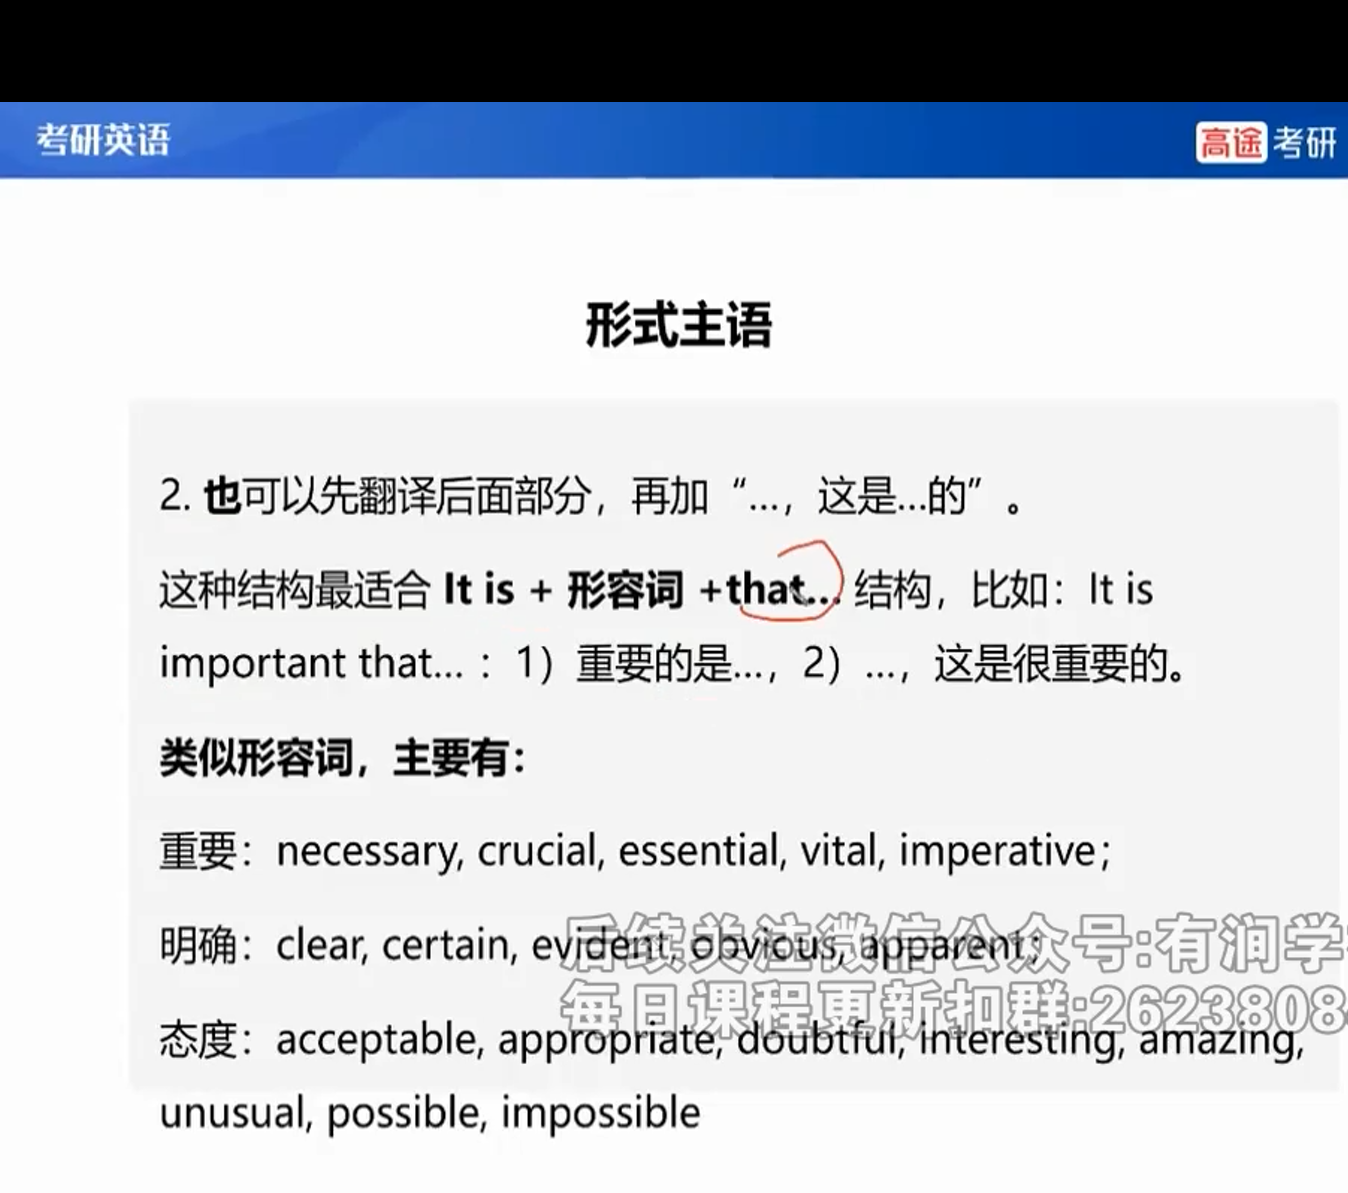 考研英语
高途 考研
形式主语
2. 也可以先翻译后面部分，再加“…，这是…的”。
这种结构最适合 It is + 形容词 +that… 结构，比如：It is
important that…：1）重要的是…，2）…，这是很重要的。
类似形容词，主要有：
重要：necessary, crucial, essential, vital, imperative；
明确：clear, certain, evident, obvious, apparent；
后续关注微信公众号:有润学
每日课程更新扣群:2623808
态度：acceptable, appropriate, doubtful, interesting, amazing,
unusual, possible, impossible